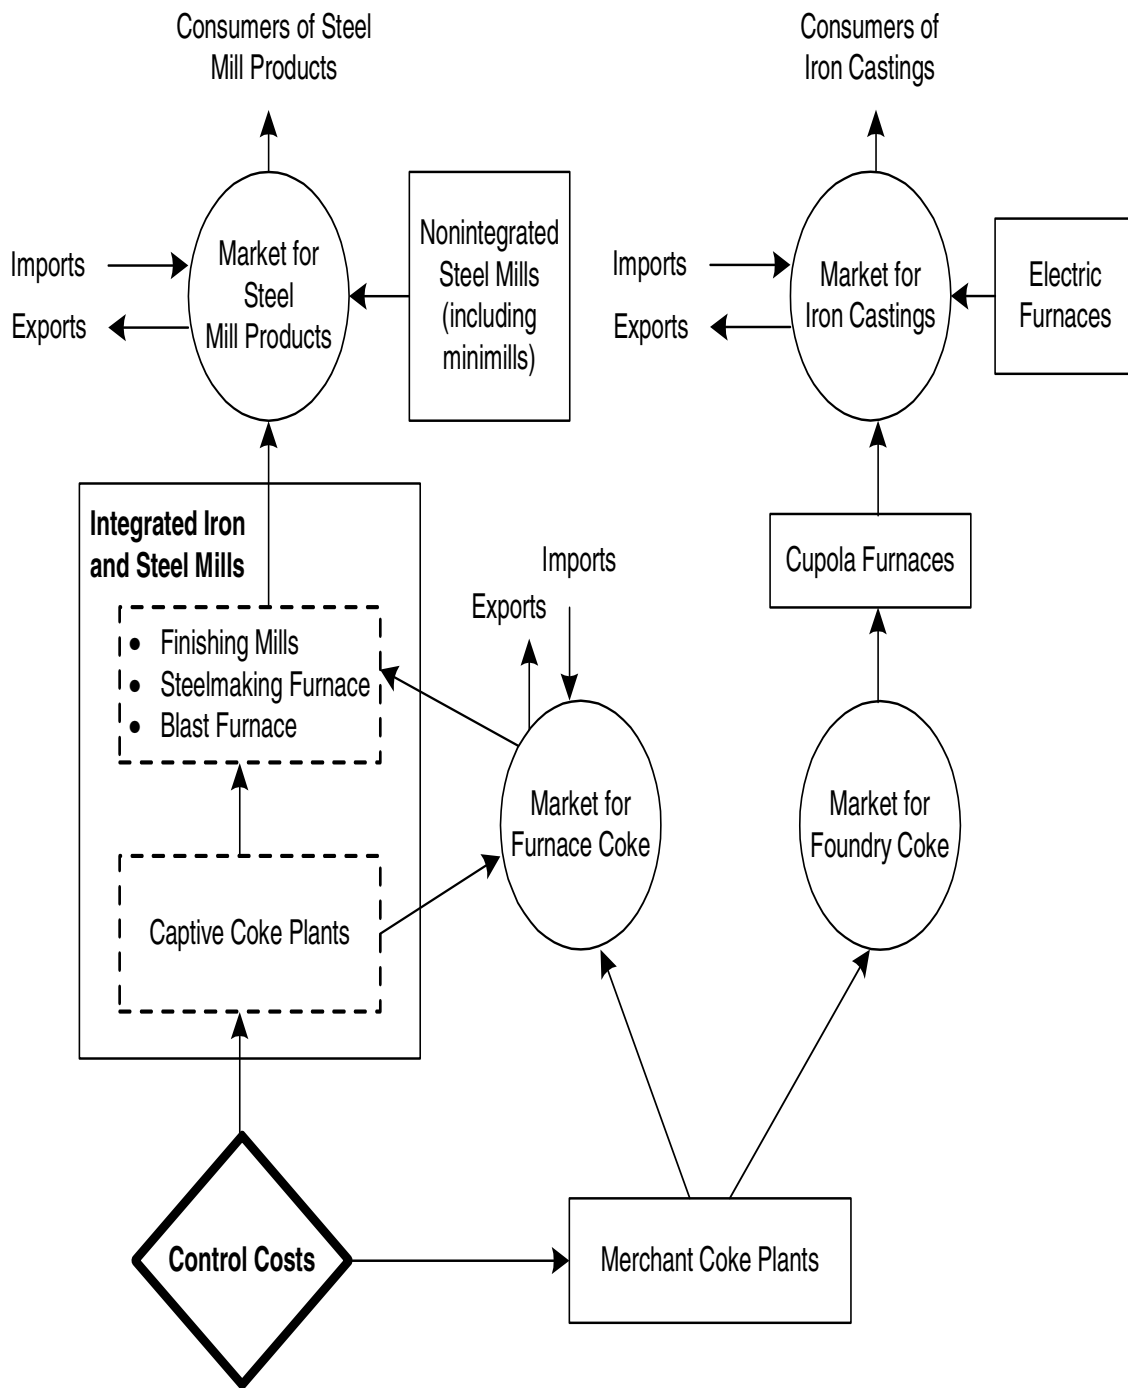 Consumers of Steel
Mill Products
Consumers of
Iron Castings
Imports
Exports
Market for
Steel
Mill Products
Nonintegrated
Steel Mills
(including
minimills)
Imports
Exports
Market for
Iron Castings
Electric
Furnaces
Integrated Iron
and Steel Mills
• Finishing Mills
• Steelmaking Furnace
• Blast Furnace
Imports
Exports
Cupola Furnaces
Market for
Furnace Coke
Market for
Foundry Coke
Captive Coke Plants
Control Costs
Merchant Coke Plants